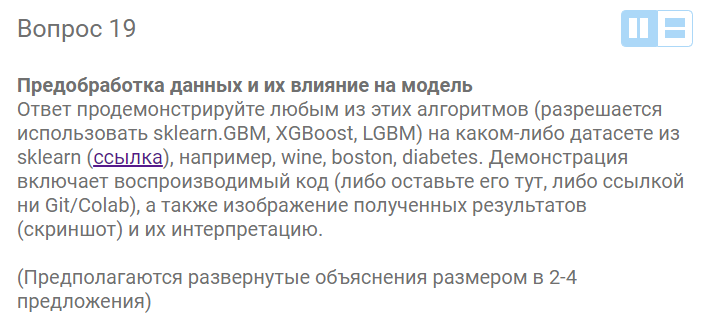 Вопрос 19
Предобработка данных и их влияние на модель
Ответ продемонстрируйте любым из этих алгоритмов (разрешается
использовать sklearn.GBM, XGBoost, LGBM) на каком-либо датасете из
sklearn (ссылка), например, wine, boston, diabetes. Демонстрация
включает воспроизводимый код (либо оставьте его тут, либо ссылкой
ни Git/Colab), а также изображение полученных результатов
(скриншот) и их интерпретацию.
(Предполагаются развернутые объяснения размером в 2-4
предложения)